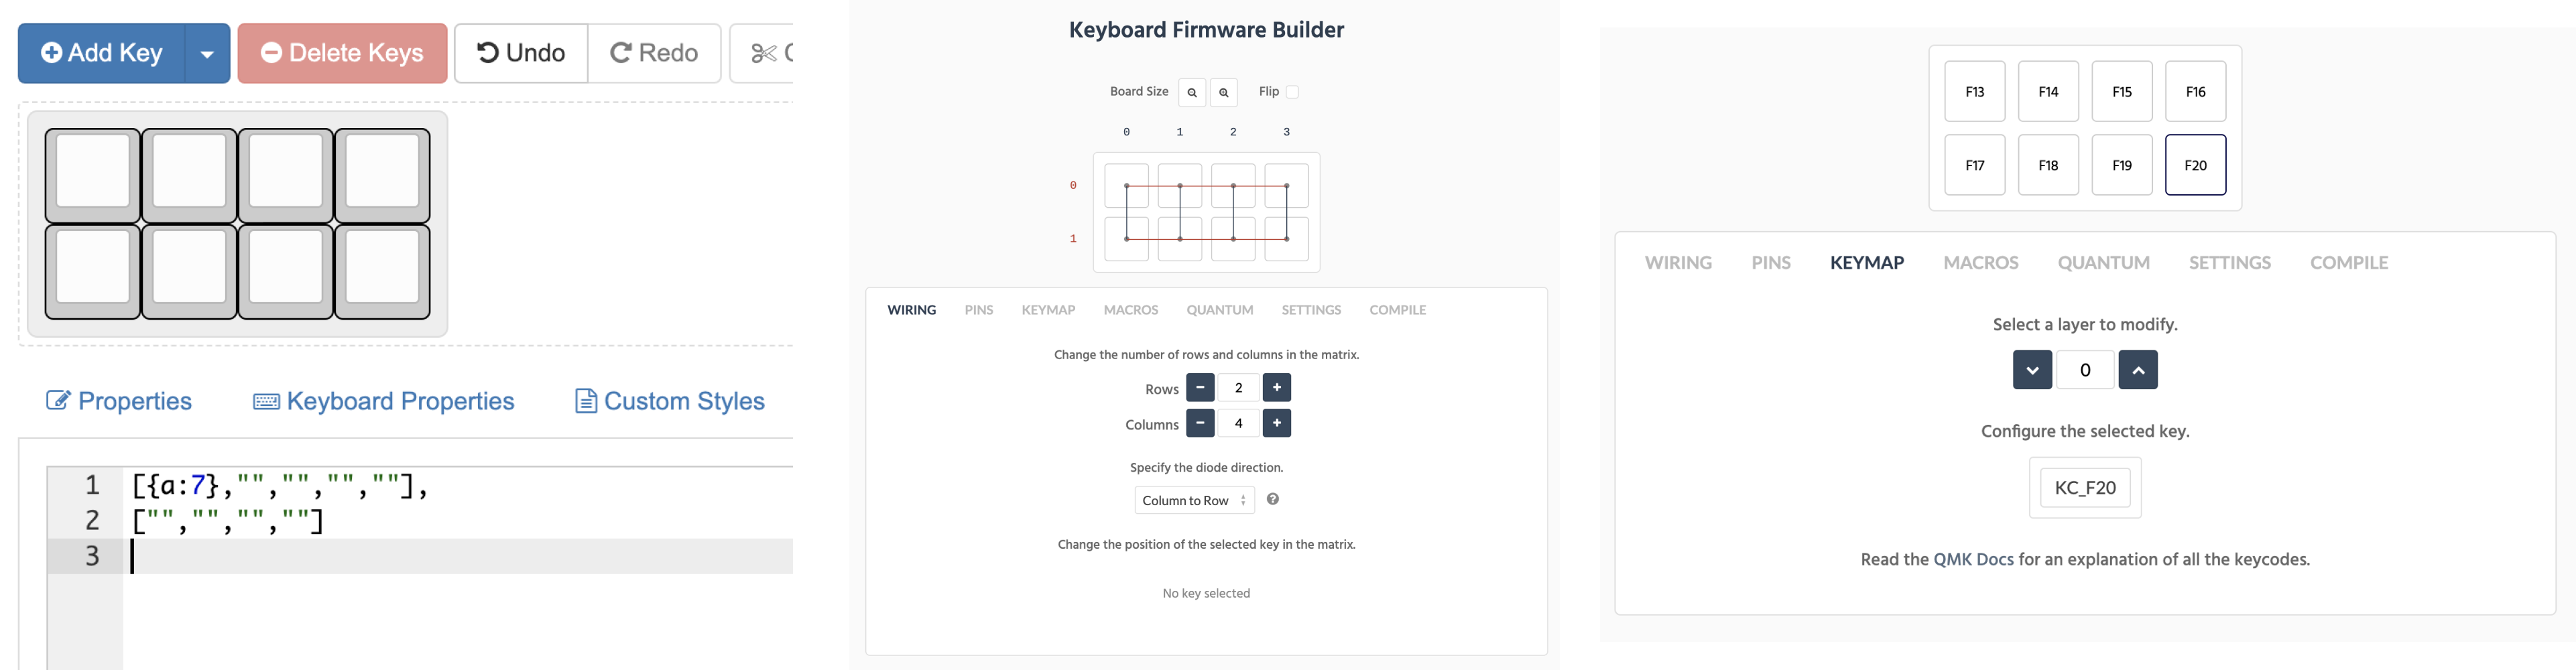 Add Key
Delete Keys
Undo
Redo
Properties
Keyboard Properties
Custom Styles
1 [{a:7},"","","",""],
2 ["","","",""]
3
Keyboard Firmware Builder
Board Size
Flip
0 1 2 3
0
1
WIRING PINS KEYMAP MACROS QUANTUM SETTINGS COMPILE
Change the number of rows and columns in the matrix.
Rows − 2 +
Columns − 4 +
Specify the diode direction.
Column to Row
Change the position of the selected key in the matrix.
No key selected
F13 F14 F15 F16
F17 F18 F19 F20
WIRING PINS KEYMAP MACROS QUANTUM SETTINGS COMPILE
Select a layer to modify.
0
Configure the selected key.
KC_F20
Read the QMK Docs for an explanation of all the keycodes.